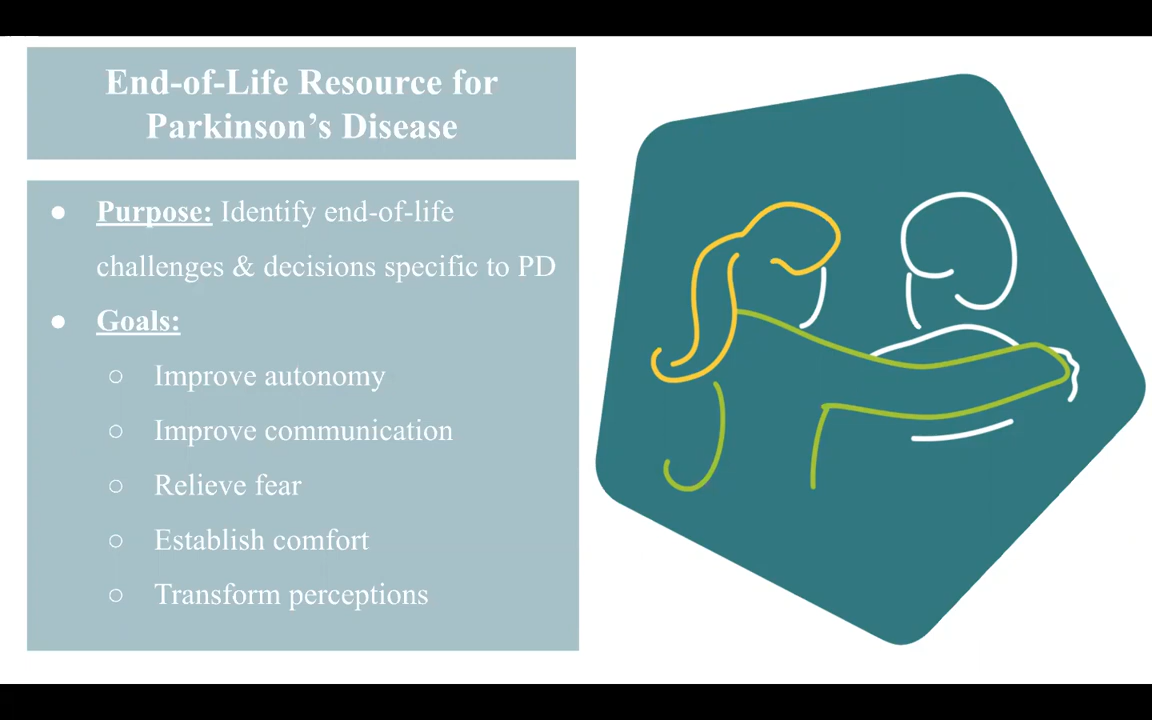 End-of-Life Resource for
Parkinson’s Disease
● Purpose: Identify end-of-life
challenges & decisions specific to PD
● Goals:
○ Improve autonomy
○ Improve communication
○ Relieve fear
○ Establish comfort
○ Transform perceptions